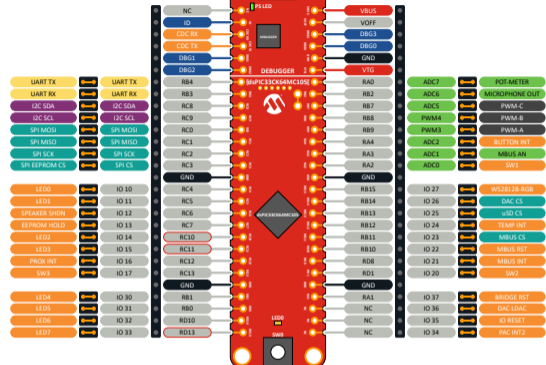 PS LED
NC VBUS
ID VOFF
CDC RX DBG3
CDC TX DEBUGGER DBG0
DBG1 GND
DBG2 DEBUGGER VTG
UART TX UART TX RB4 dsPIC33CK64MC105 RA0 ADC7 POT-METER
UART RX UART RX RB3 RB2 ADC6 MICROPHONE OUT
I2C SDA I2C SDA RC8 RB7 ADC5 PWM-C
I2C SCL I2C SCL RC9 RB8 PWM4 PWM-B
SPI MOSI SPI MOSI RC0 RB9 PWM3 PWM-A
SPI MISO SPI MISO RC1 RA4 ADC2 BUTTON INT
SPI SCK SPI SCK RC2 RA3 ADC1 MBUS AN
SPI EEPROM CS SPI CS RC3 RA2 ADC0 SW1
GND GND
LED0 IO 10 RC4 RB15 IO 27 WS2812B-RGB
LED1 IO 11 RC5 RB14 IO 26 DAC CS
SPEAKER SHDN IO 12 RC6 dsPIC33CK64MC105 RB13 IO 25 uSD CS
EEPROM HOLD IO 13 RC7 RB12 IO 24 TEMP INT
LED2 IO 14 RC10 RB11 IO 23 MBUS CS
LED3 IO 15 RC11 RB10 IO 22 MBUS RST
PROX INT IO 16 RC12 RD8 IO 21 MBUS INT
SW3 IO 17 RC13 RD1 IO 20 SW2
GND GND
LED4 IO 30 RB1 RA1 IO 37 BRIDGE RST
LED5 IO 31 RB0 NC IO 36 DAC LDAC
LED6 IO 32 RD10 LED0 NC IO 35 IO RESET
LED7 IO 33 RD13 SW0 NC IO 34 PAC INT2